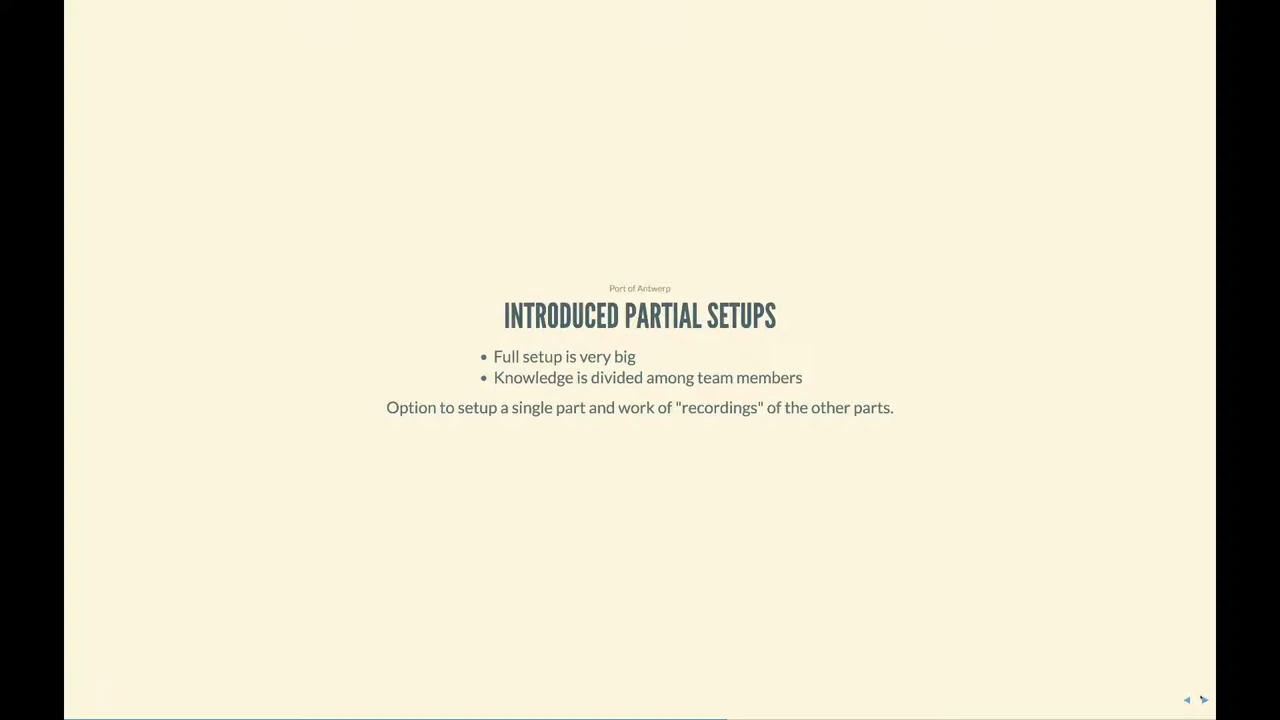 Port of Antwerp
INTRODUCED PARTIAL SETUPS
• Full setup is very big
• Knowledge is divided among team members
Option to setup a single part and work of "recordings" of the other parts.